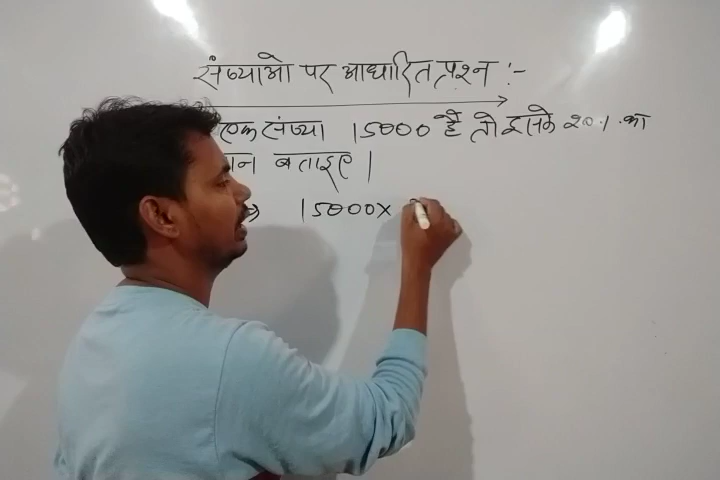 संख्याओ पर आधारित प्रश्न :-
एक संख्या 15000 है तो इसके 20% का
मान बताइए |
⇒ 15000×